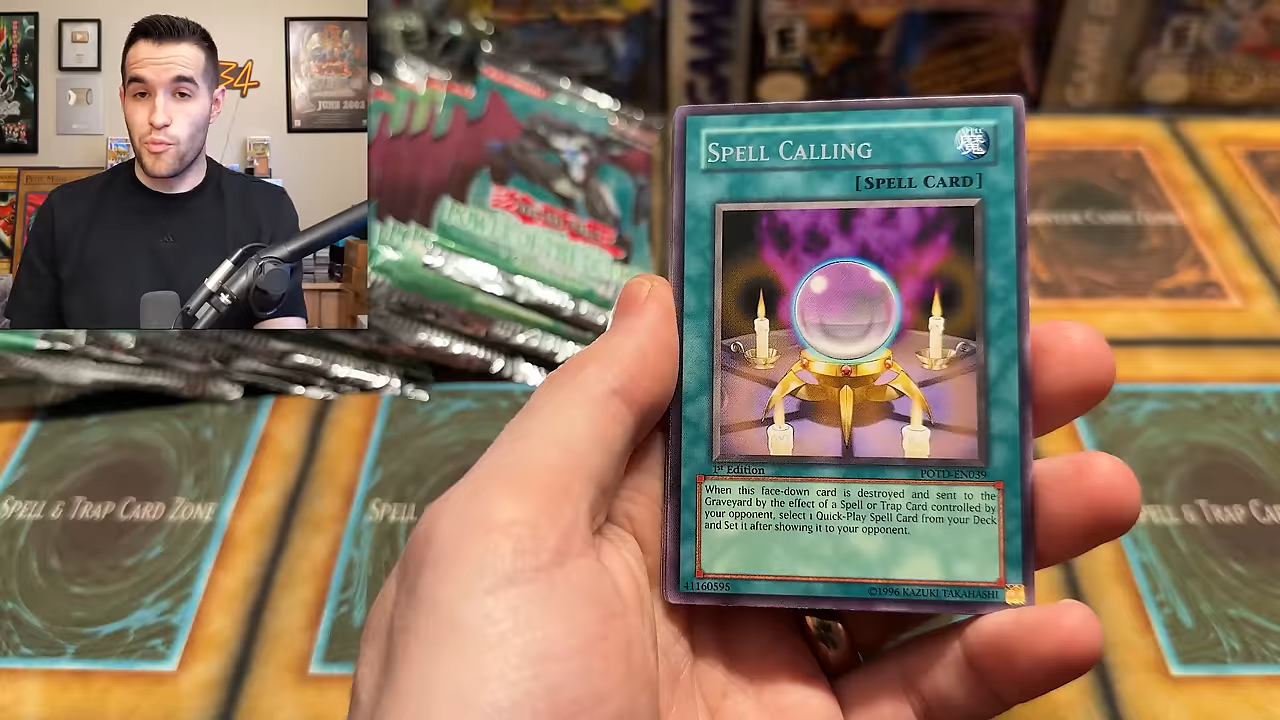 34
JUNE 2002
SPELL CALLING
SPELL
魔
[SPELL CARD]
1st Edition
POTD-EN039
When this face-down card is destroyed and sent to the
Graveyard by the effect of a Spell or Trap Card controlled by
your opponent, select 1 Quick-Play Spell Card from your Deck
and Set it after showing it to your opponent.
41160595
©1996 KAZUKI TAKAHASHI
SPELL & TRAP CARD ZONE
SPELL
SPELL & TRAP CA